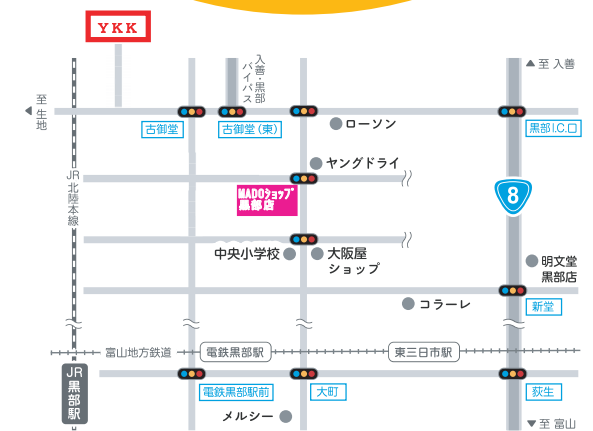 YKK
入善・黒部
バイパス
▲至 入善
◀至 生地
古御堂
古御堂（東）
ローソン
黒部I.C.口
ヤングドライ
JR北陸本線
MADOショップ
黒部店
8
中央小学校
大阪屋
ショップ
明文堂
黒部店
コラーレ
新堂
富山地方鉄道
電鉄黒部駅
東三日市駅
JR黒部駅
電鉄黒部駅前
大町
荻生
メルシー
▼至 富山